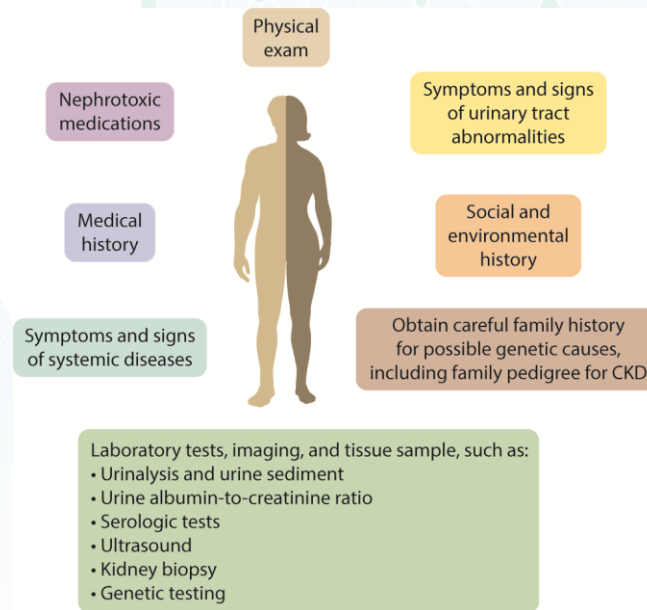 Physical
exam
Nephrotoxic
medications
Symptoms and signs
of urinary tract
abnormalities
Medical
history
Social and
environmental
history
Symptoms and signs
of systemic diseases
Obtain careful family history
for possible genetic causes,
including family pedigree for CKD
Laboratory tests, imaging, and tissue sample, such as:
• Urinalysis and urine sediment
• Urine albumin-to-creatinine ratio
• Serologic tests
• Ultrasound
• Kidney biopsy
• Genetic testing